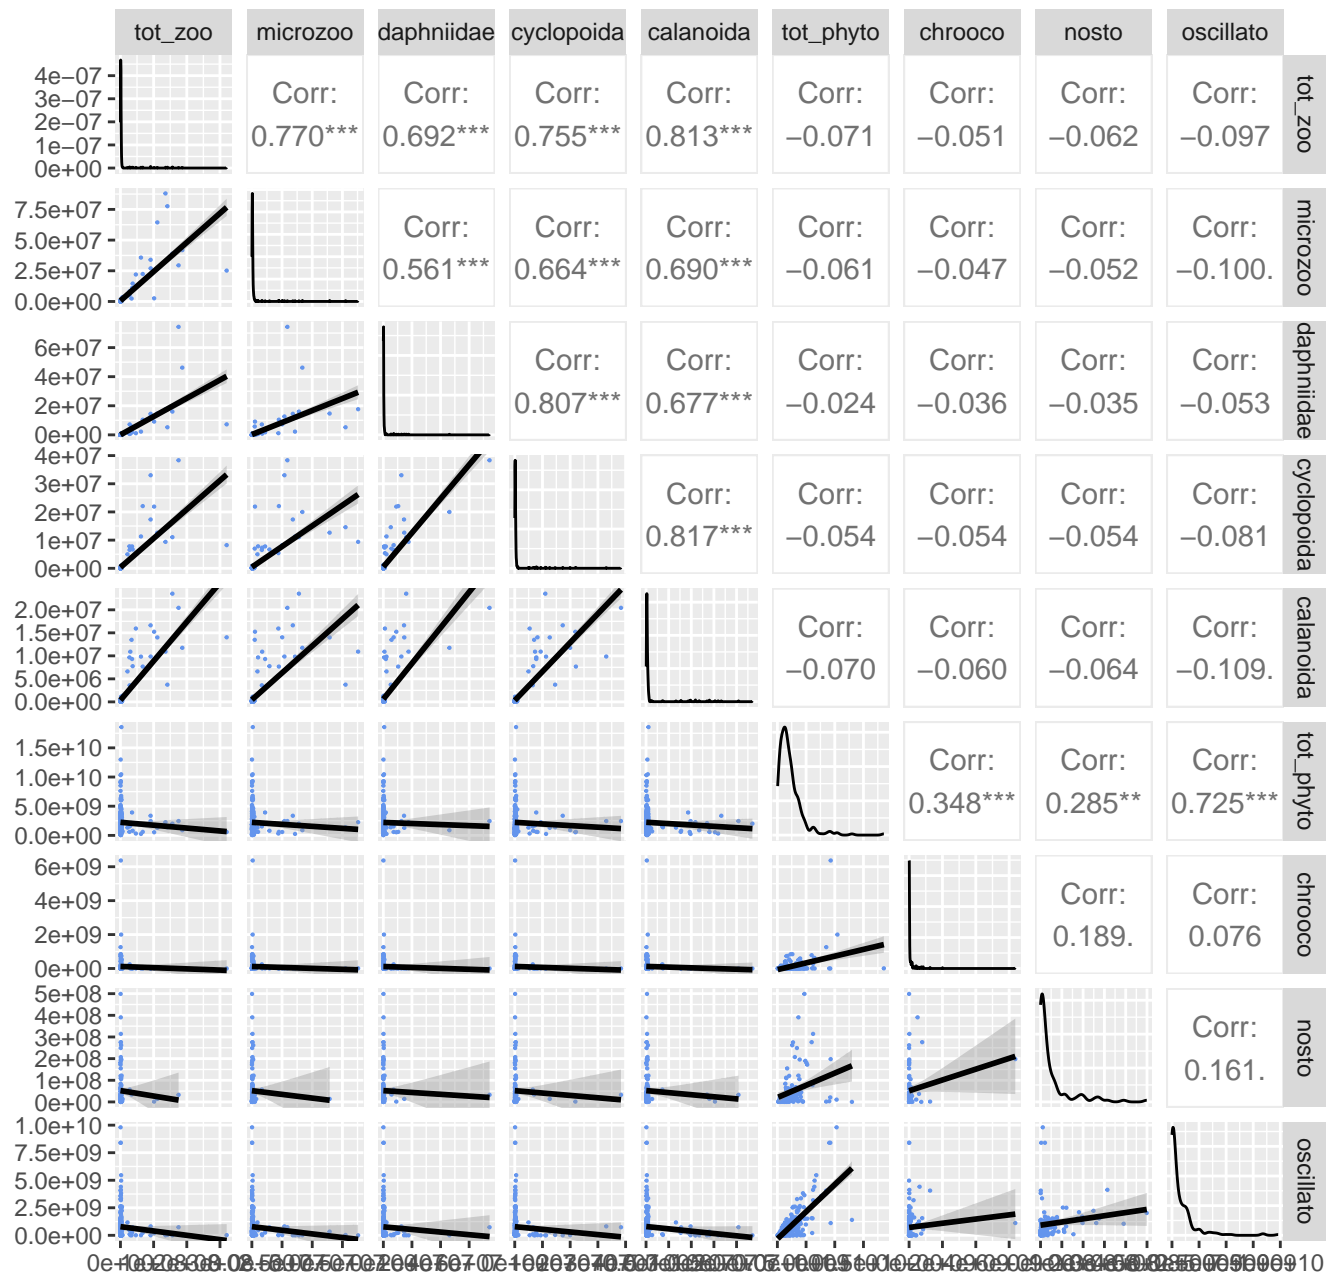 tot_zoo microzoo daphniidae cyclopoida calanoida tot_phyto chrooco nosto oscillato
4e−07
3e−07
2e−07
1e−07
0e+00
Corr: Corr: Corr: Corr: Corr: Corr: Corr: Corr:
0.770*** 0.692*** 0.755*** 0.813*** −0.071 −0.051 −0.062 −0.097
tot_zoo
7.5e+07
5.0e+07
2.5e+07
0.0e+00
Corr: Corr: Corr: Corr: Corr: Corr: Corr:
0.561*** 0.664*** 0.690*** −0.061 −0.047 −0.052 −0.100.
microzoo
6e+07
4e+07
2e+07
0e+00
Corr: Corr: Corr: Corr: Corr: Corr:
0.807*** 0.677*** −0.024 −0.036 −0.035 −0.053
daphniidae
4e+07
3e+07
2e+07
1e+07
0e+00
Corr: Corr: Corr: Corr: Corr:
0.817*** −0.054 −0.054 −0.054 −0.081
cyclopoida
2.0e+07
1.5e+07
1.0e+07
5.0e+06
0.0e+00
Corr: Corr: Corr: Corr:
−0.070 −0.060 −0.064 −0.109.
calanoida
1.5e+10
1.0e+10
5.0e+09
0.0e+00
Corr: Corr: Corr:
0.348*** 0.285** 0.725***
tot_phyto
6e+09
4e+09
2e+09
0e+00
Corr: Corr:
0.189. 0.076
chrooco
5e+08
4e+08
3e+08
2e+08
1e+08
0e+00
Corr:
0.161.
nosto
1.0e+10
7.5e+09
5.0e+09
2.5e+09
0.0e+00
oscillato